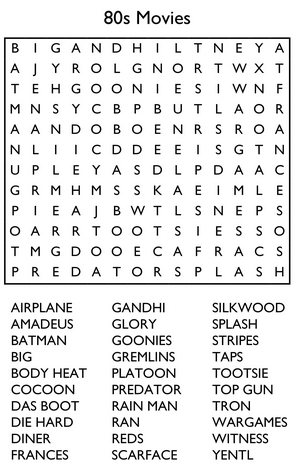 80s Movies
B I G A N D H I L T N E Y A
A J Y R O L G N O R T W X T
T E H G O O N I E S I W N F
M N S Y C B P B U T L A O R
A A N D O B O E N R S R O A
N L I I C D D E E I S G T N
U P L E Y A S D L P D A A C
G R M H M S S K A E I M L E
P I E A J B W T L S N E P S
O A R R T O O T S I E S S O
T M G D O O E C A F R A C S
P R E D A T O R S P L A S H
AIRPLANE
AMADEUS
BATMAN
BIG
BODY HEAT
COCOON
DAS BOOT
DIE HARD
DINER
FRANCES
GANDHI
GLORY
GOONIES
GREMLINS
PLATOON
PREDATOR
RAIN MAN
RAN
REDS
SCARFACE
SILKWOOD
SPLASH
STRIPES
TAPS
TOOTSIE
TOP GUN
TRON
WARGAMES
WITNESS
YENTL